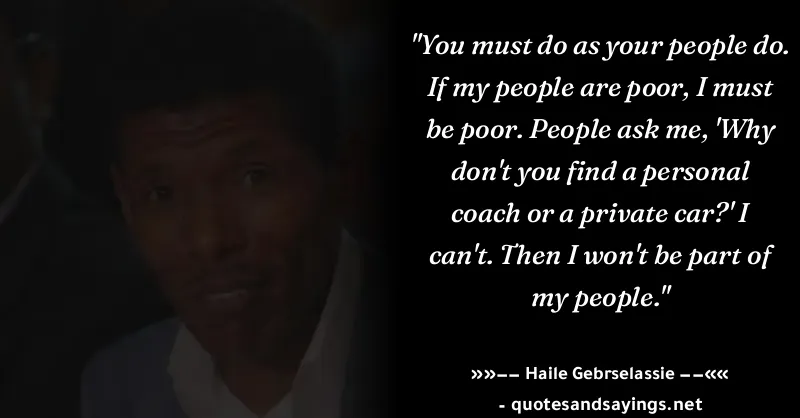 "You must do as your people do.
If my people are poor, I must
be poor. People ask me, 'Why
don't you find a personal
coach or a private car?' I
can't. Then I won't be part of
my people."
»»−− Haile Gebrselassie −−««
- quotesandsayings.net